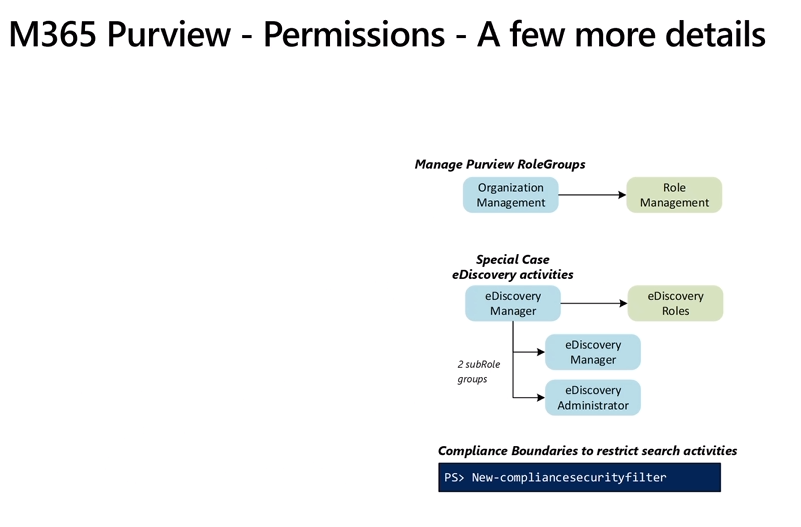 M365 Purview - Permissions - A few more details
Manage Purview RoleGroups
Organization
Management
Role
Management
Special Case
eDiscovery activities
eDiscovery
Manager
eDiscovery
Roles
2 subRole
groups
eDiscovery
Manager
eDiscovery
Administrator
Compliance Boundaries to restrict search activities
PS> New-compliancesecurityfilter